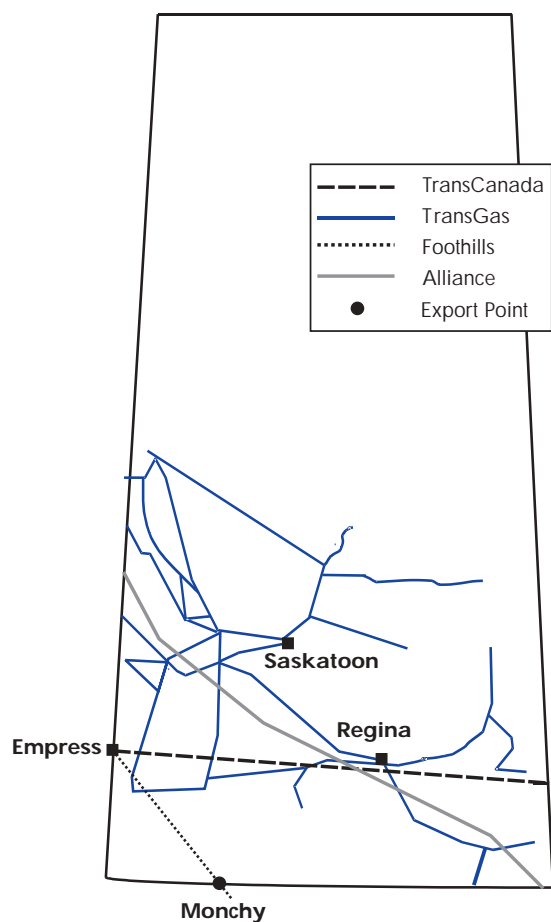 TransCanada
TransGas
Foothills
Alliance
Export Point
Saskatoon
Regina
Empress
Monchy